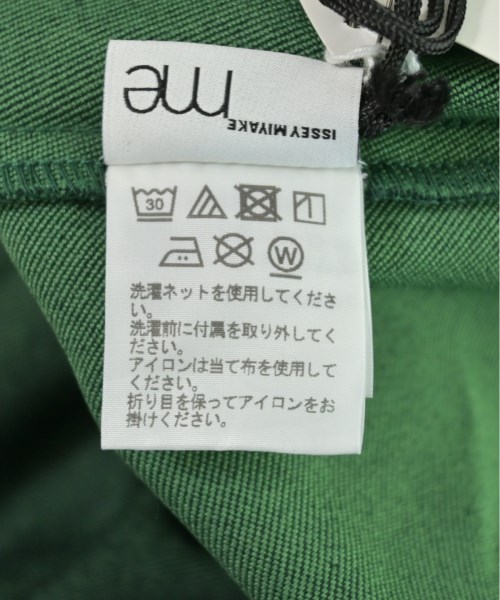 me
ISSEY MIYAKE
30
W
洗濯ネットを使用してくださ
い。
洗濯前に付属を取り外してく
ださい。
アイロンは当て布を使用して
ください。
折り目を保ってアイロンをお
掛けください。